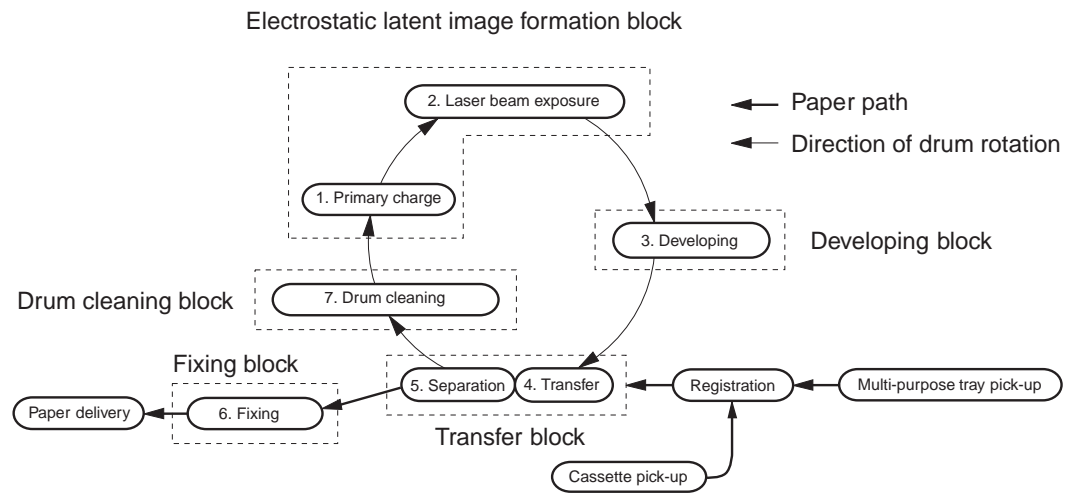 Electrostatic latent image formation block
2. Laser beam exposure
Paper path
Direction of drum rotation
1. Primary charge
3. Developing
Developing block
7. Drum cleaning
Drum cleaning block
Fixing block
5. Separation
4. Transfer
Registration
Multi-purpose tray pick-up
Paper delivery
6. Fixing
Transfer block
Cassette pick-up